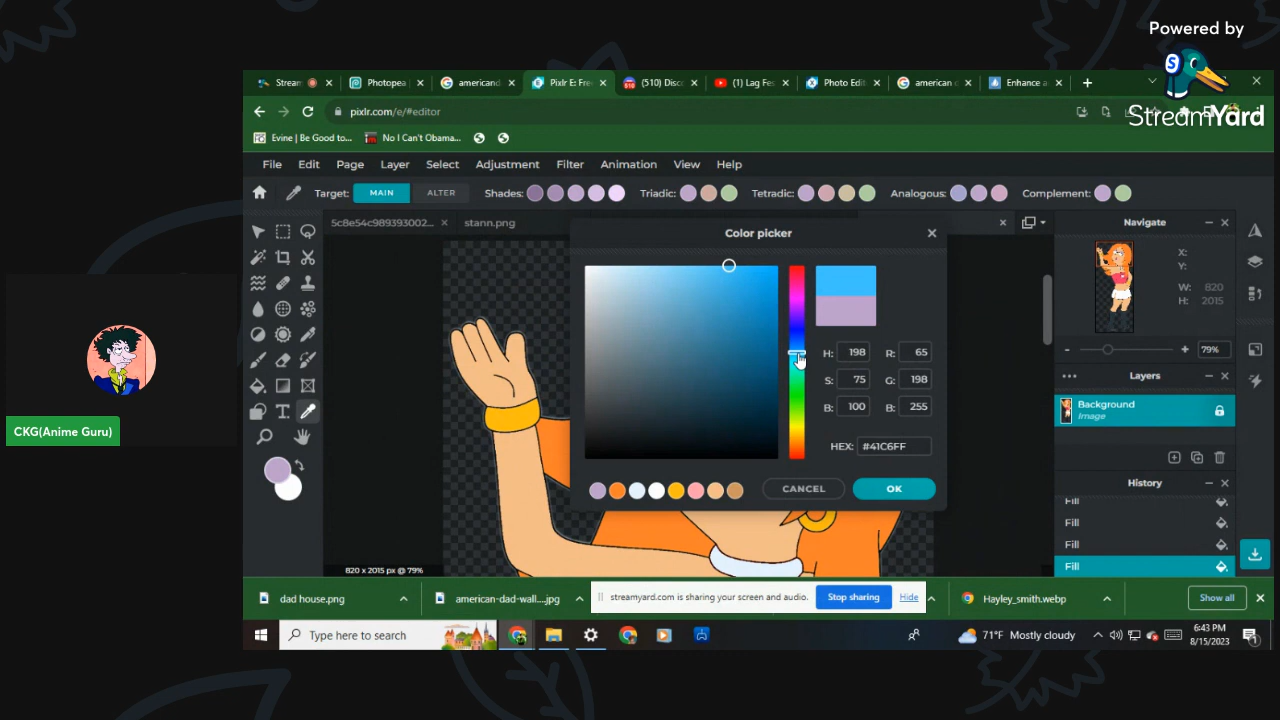 Powered by
StreamYard
Stream
Photopea
americand
Pixlr E: Fre
(510) Disc
(1) Lag Fes
Photo Edit
american d
Enhance a
pixlr.com/e/#editor
Evine | Be Good to...
No I Can't Obama...
File Edit Page Layer Select Adjustment Filter Animation View Help
Target: MAIN ALTER Shades: Triadic: Tetradic: Analogous: Complement:
5c8e54c989393002...
stann.png
Color picker
Navigate
X:
Y:
W: 820
H: 2015
79%
H: 198 R: 65
S: 75 G: 198
B: 100 B: 255
HEX: #41C6FF
CANCEL OK
Layers
Background
Image
History
Fill
Fill
Fill
Fill
820 x 2015 px @ 79%
CKG(Anime Guru)
dad house.png
american-dad-wall....jpg
streamyard.com is sharing your screen and audio.
Stop sharing
Hide
Hayley_smith.webp
Show all
Type here to search
71°F Mostly cloudy
6:43 PM
8/15/2023